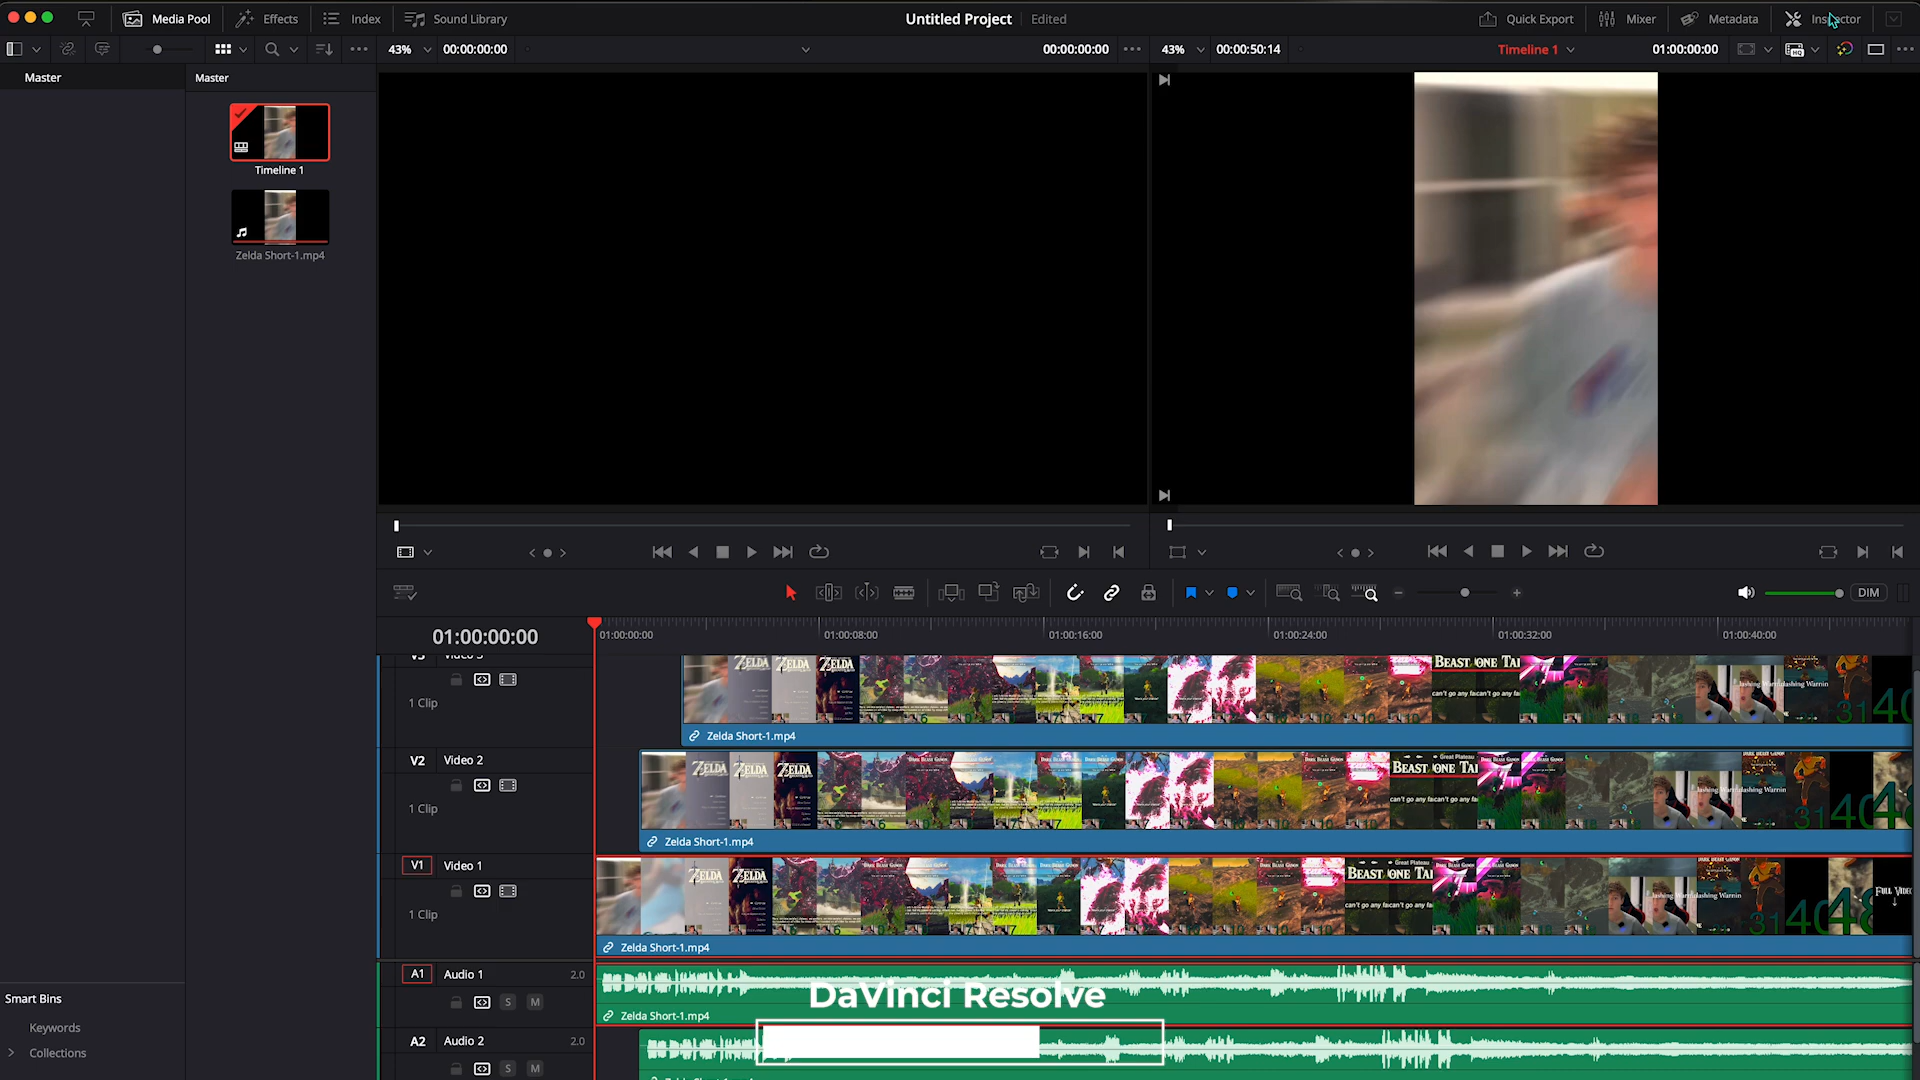 Media Pool Effects Index Sound Library Untitled Project Edited Quick Export Mixer Metadata Inspector
43% 00:00:00:00 00:00:00:00 43% 00:00:50:14 Timeline 1 01:00:00:00
Master Master
Timeline 1
Zelda Short-1.mp4
DIM
01:00:00:00 01:00:00:00 01:00:08:00 01:00:16:00 01:00:24:00 01:00:32:00 01:00:40:00
V3 Video 3
1 Clip
Zelda Short-1.mp4
V2 Video 2
1 Clip
Zelda Short-1.mp4
V1 Video 1
1 Clip
Zelda Short-1.mp4
A1 Audio 1 2.0
S M
DaVinci Resolve
Zelda Short-1.mp4
A2 Audio 2 2.0
S M
Smart Bins
Keywords
Collections